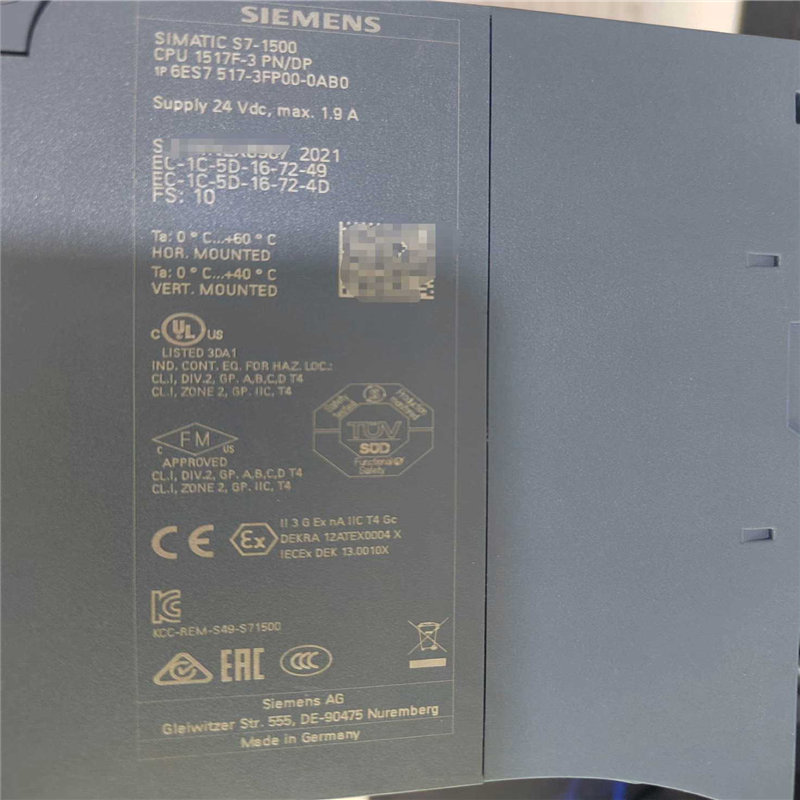 SIEMENS
SIMATIC S7-1500
CPU 1517F-3 PN/DP
1P 6ES7 517-3FP00-0AB0
Supply 24 Vdc, max. 1.9 A
S 2021
EC-1C-5D-16-72-49
EC-1C-5D-16-72-4D
FS: 10
Ta: 0 ° C...+60 ° C
HOR. MOUNTED
Ta: 0 ° C...+40 ° C
VERT. MOUNTED
C UL US
LISTED 3DA1
IND. CONT. EQ. FOR HAZ. LOC.:
CL.I, DIV.2, GP. A,B,C,D T4
CL.I, ZONE 2, GP. IIC, T4
TÜV
SÜD
Functional
Safety
C FM US
APPROVED
CL.I, DIV.2, GP. A,B,C,D T4
CL.I, ZONE 2, GP. IIC, T4
CE Ex
II 3 G Ex nA IIC T4 Gc
DEKRA 12ATEX0004 X
IECEx DEK 13.0010X
KC
KCC-REM-S49-S71500
EAC CCC
Siemens AG
Gleiwitzer Str. 555, DE-90475 Nuremberg
Made in Germany